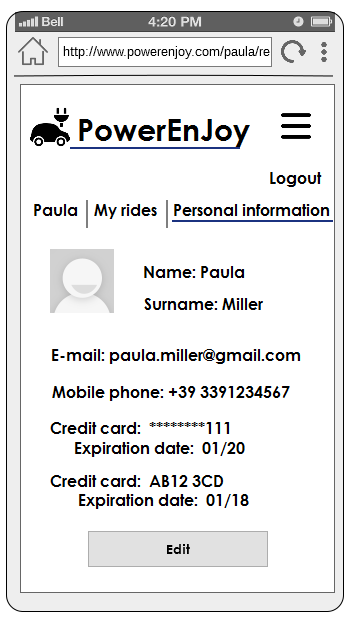 Bell 4:20 PM
http://www.powerenjoy.com/paula/re
PowerEnJoy
Logout
Paula My rides Personal information
Name: Paula
Surname: Miller
E-mail: paula.miller@gmail.com
Mobile phone: +39 3391234567
Credit card: ********111
Expiration date: 01/20
Credit card: AB12 3CD
Expiration date: 01/18
Edit